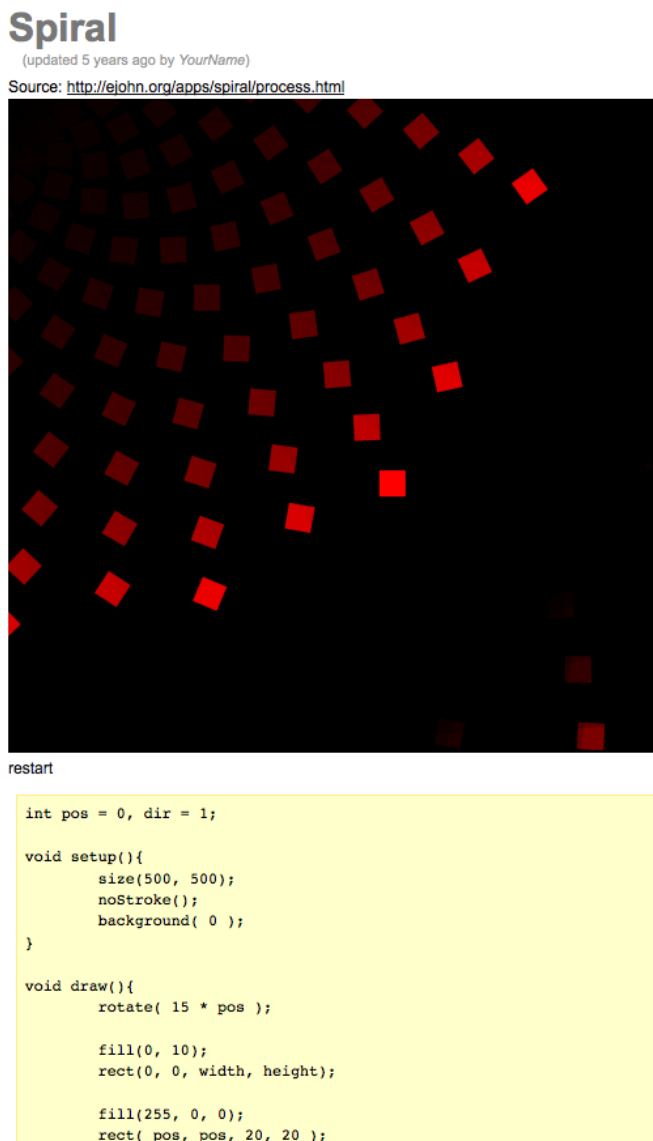 Spiral
(updated 5 years ago by YourName)
Source: http://ejohn.org/apps/spiral/process.html
restart
int pos = 0, dir = 1;
void setup(){
size(500, 500);
noStroke();
background( 0 );
}
void draw(){
rotate( 15 * pos );
fill(0, 10);
rect(0, 0, width, height);
fill(255, 0, 0);
rect( pos, pos, 20, 20 );